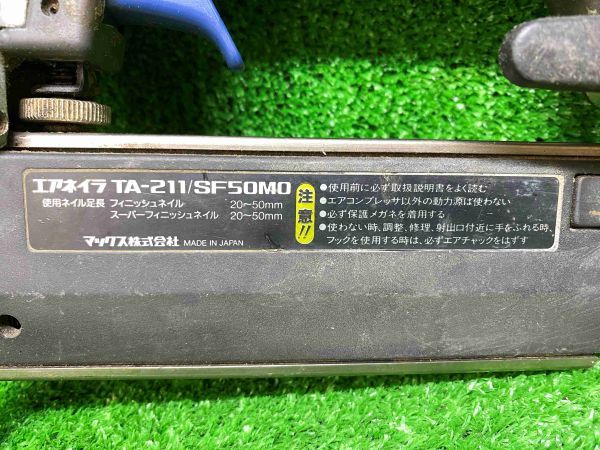 エアネイラ TA-211/SF50MO
使用ネイル足長 フィニッシュネイル 20~50mm
スーパーフィニッシュネイル 20~50mm
マックス株式会社 MADE IN JAPAN
注意!!
●使用前に必ず取扱説明書をよく読む
●エアコンプレッサ以外の動力源は使わない
●必ず保護メガネを着用する
●使わない時、調整、修理、射出口付近に手をふれる時、
フックを使用する時は、必ずエアチャックをはずす